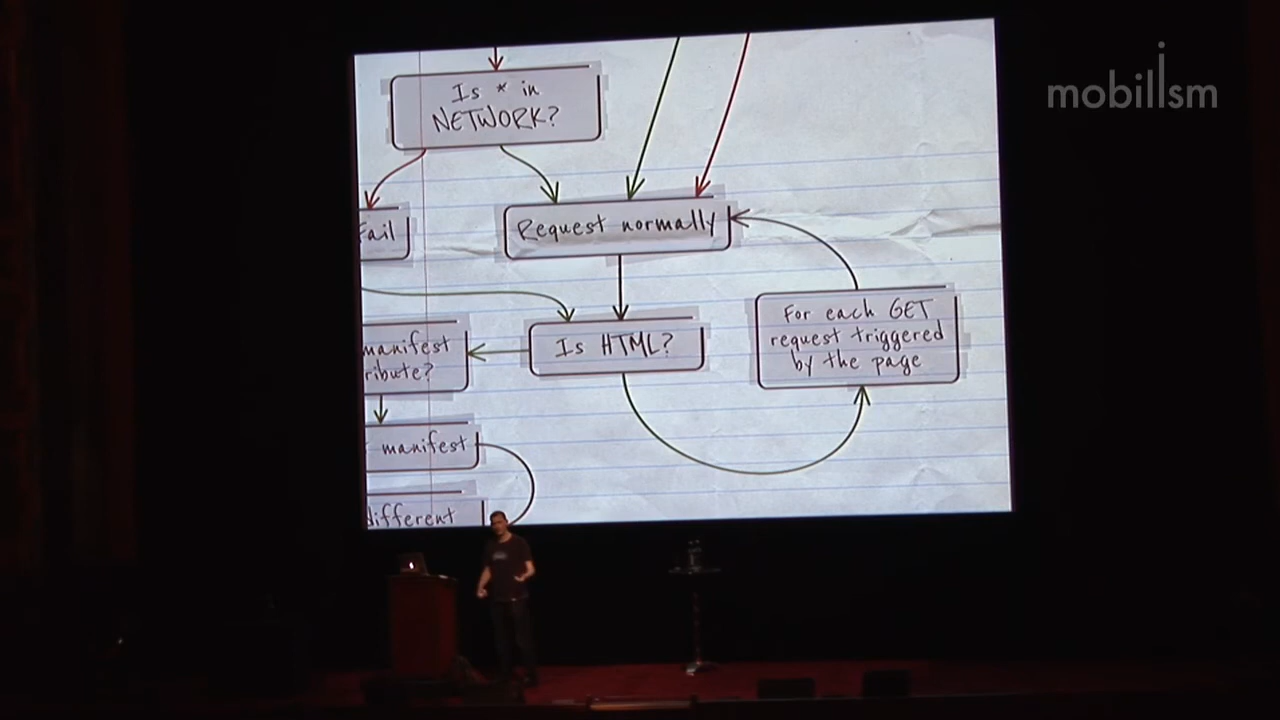 mobilism
Is * in
NETWORK?
Fail
Request normally
For each GET
request triggered
by the page
Is HTML?
manifest
ribute?
manifest
different